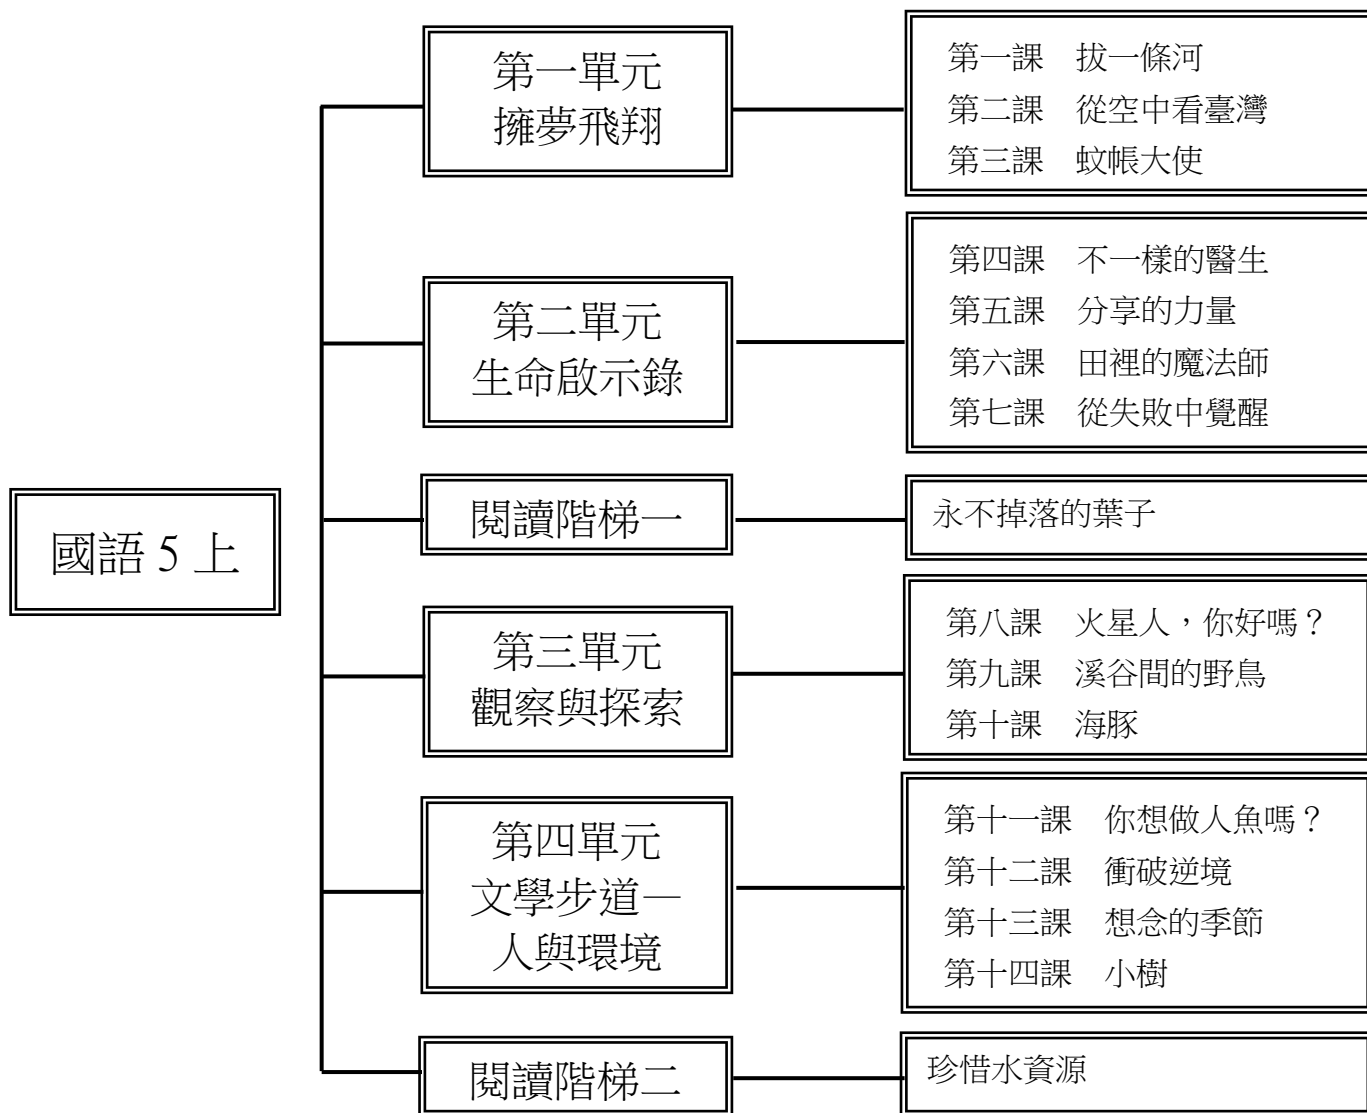 國語 5 上
第一單元
擁夢飛翔
第一課　拔一條河
第二課　從空中看臺灣
第三課　蚊帳大使
第二單元
生命啟示錄
第四課　不一樣的醫生
第五課　分享的力量
第六課　田裡的魔法師
第七課　從失敗中覺醒
閱讀階梯一
永不掉落的葉子
第三單元
觀察與探索
第八課　火星人，你好嗎？
第九課　溪谷間的野鳥
第十課　海豚
第四單元
文學步道—
人與環境
第十一課　你想做人魚嗎？
第十二課　衝破逆境
第十三課　想念的季節
第十四課　小樹
閱讀階梯二
珍惜水資源